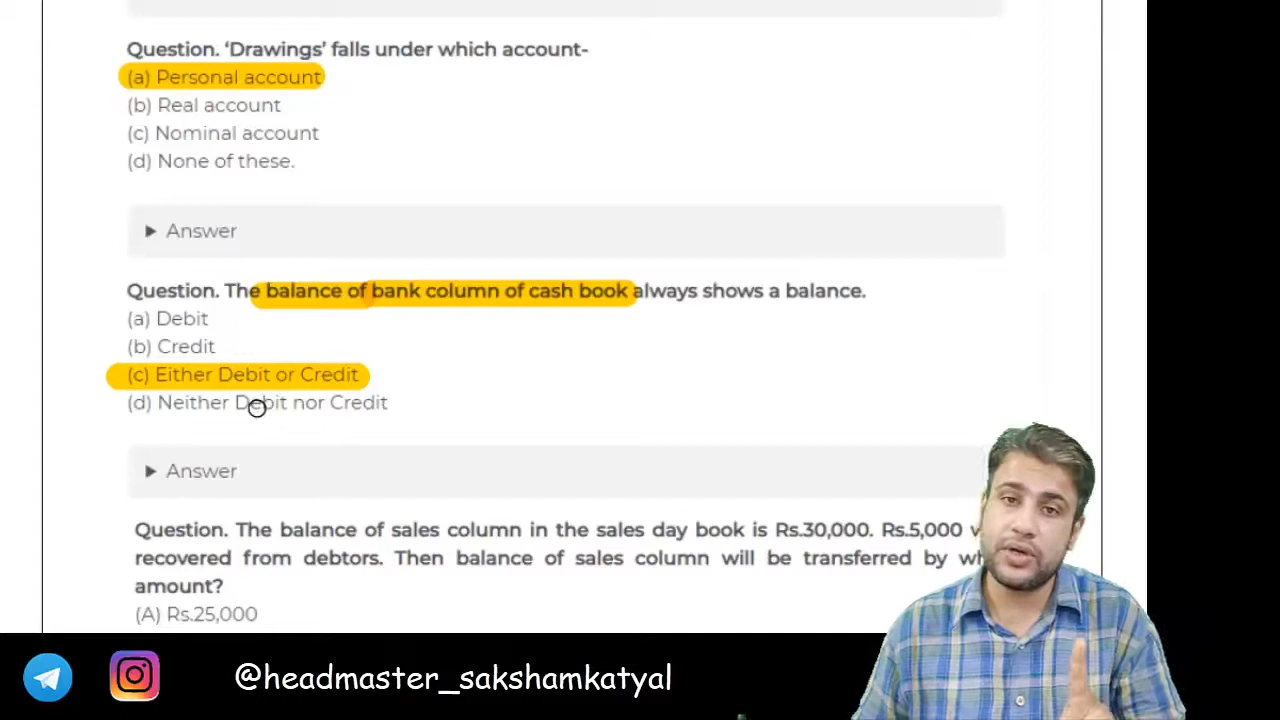 Question. ‘Drawings’ falls under which account-
(a) Personal account
(b) Real account
(c) Nominal account
(d) None of these.
Answer
Question. The balance of bank column of cash book always shows a balance.
(a) Debit
(b) Credit
(c) Either Debit or Credit
(d) Neither Debit nor Credit
Answer
Question. The balance of sales column in the sales day book is Rs.30,000. Rs.5,000
recovered from debtors. Then balance of sales column will be transferred by
amount?
(A) Rs.25,000
@headmaster_sakshamkatyal